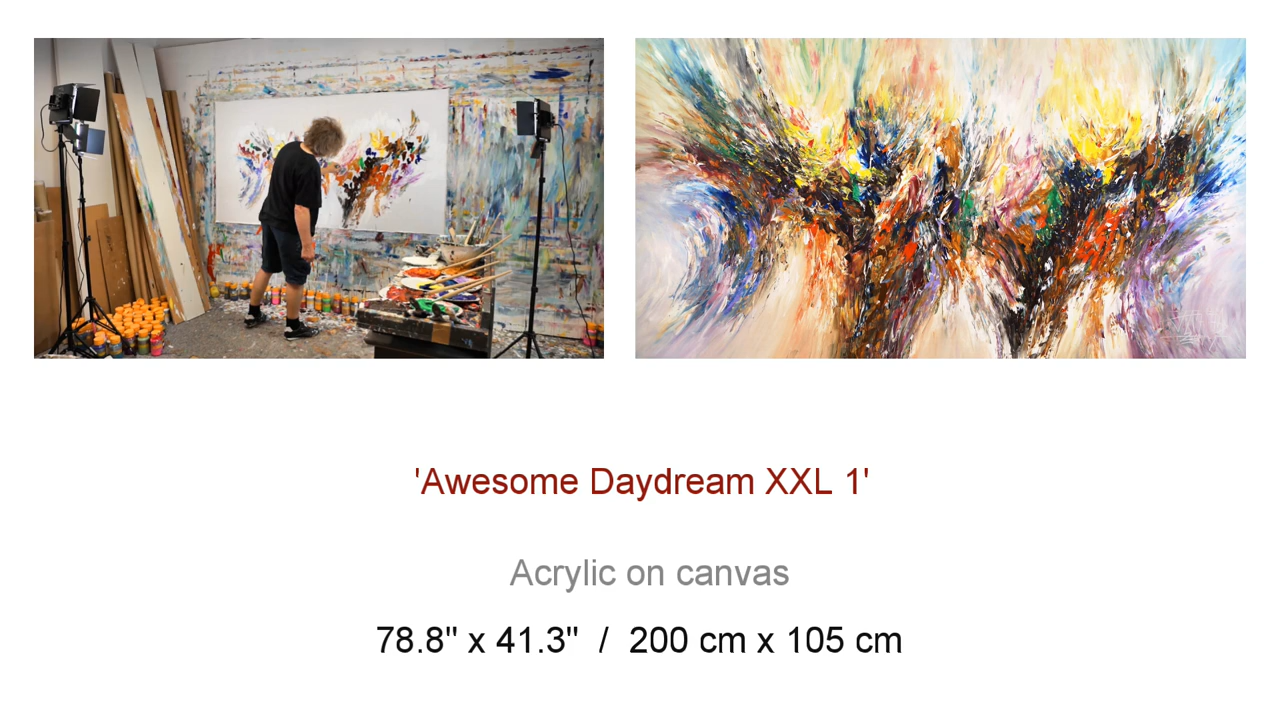 'Awesome Daydream XXL 1'
Acrylic on canvas
78.8" x 41.3"  /  200 cm x 105 cm